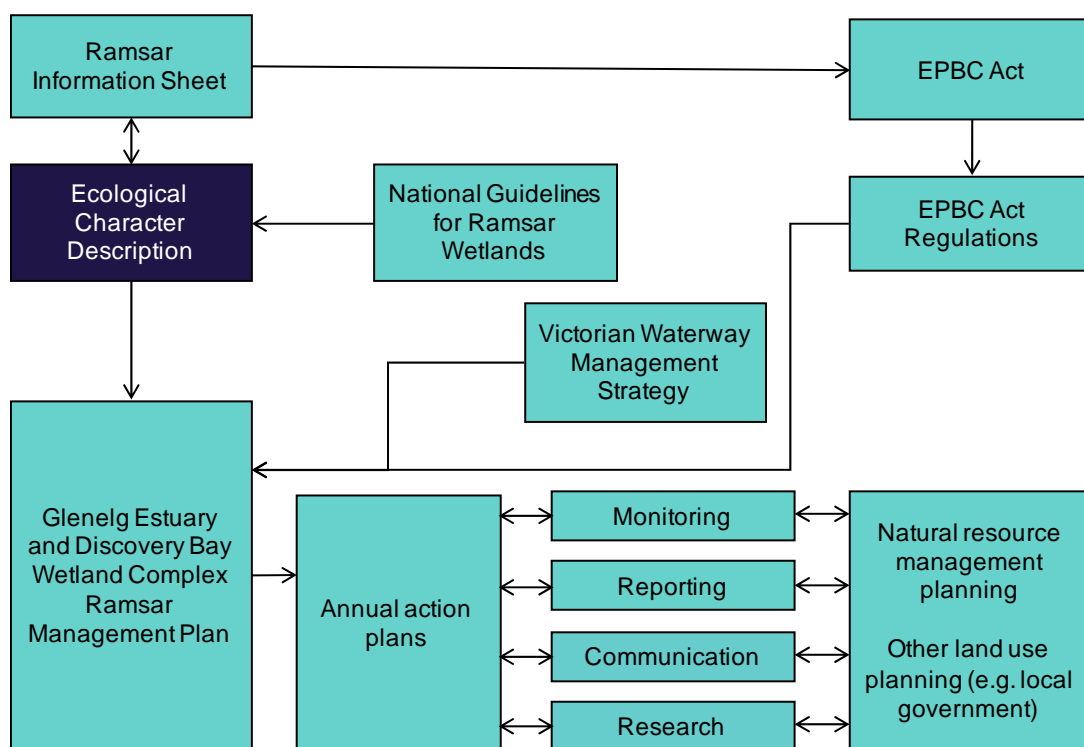 Ramsar
Information Sheet
EPBC Act
Ecological
Character
Description
National Guidelines
for Ramsar
Wetlands
EPBC Act
Regulations
Victorian Waterway
Management
Strategy
Glenelg Estuary
and Discovery Bay
Wetland Complex
Ramsar
Management Plan
Annual action
plans
Monitoring
Reporting
Communication
Research
Natural resource
management
planning
Other land use
planning (e.g. local
government)